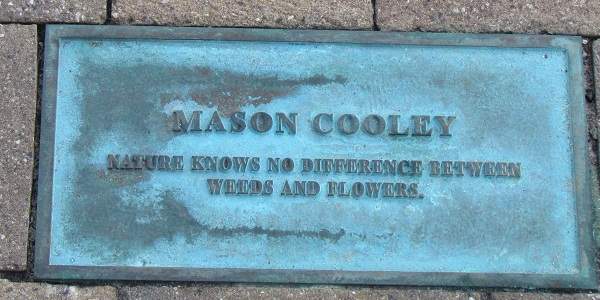 MASON COOLEY
NATURE KNOWS NO DIFFERENCE BETWEEN
WEEDS AND FLOWERS.